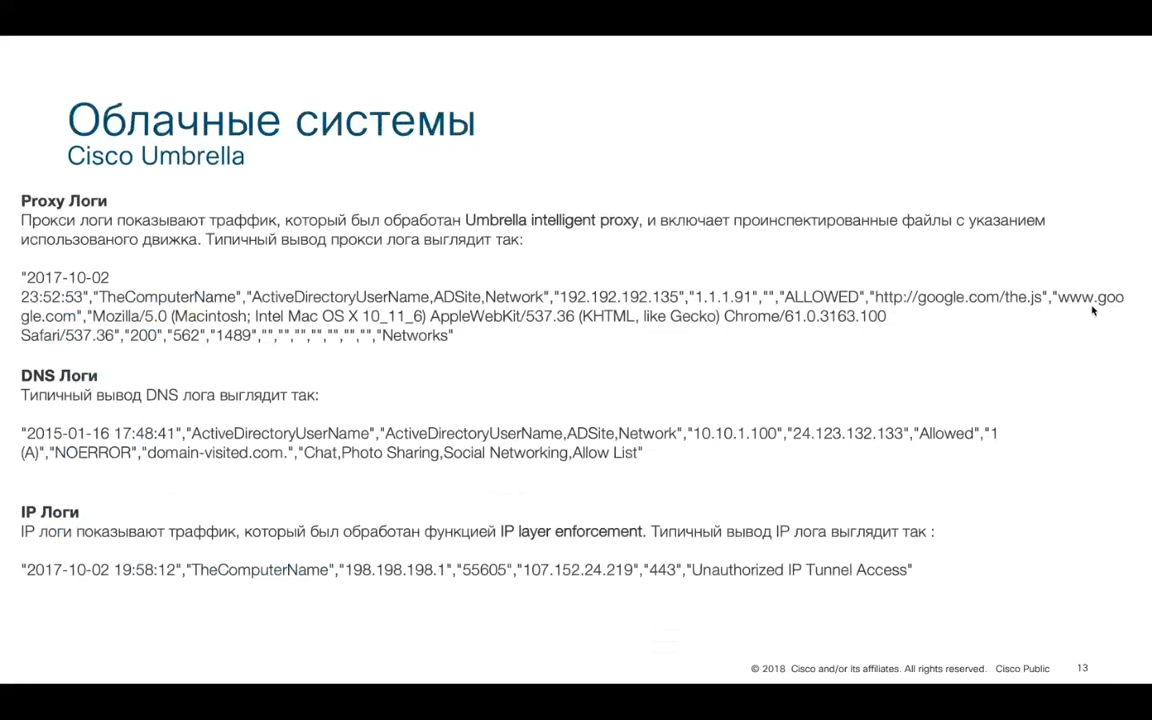 Облачные системы
Cisco Umbrella
Proxy Логи
Прокси логи показывают траффик, который был обработан Umbrella intelligent proxy, и включает проинспектированные файлы с указанием
использованого движка. Типичный вывод прокси лога выглядит так:
"2017-10-02
23:52:53","TheComputerName","ActiveDirectoryUserName,ADSite,Network","192.192.192.135","1.1.1.91","","ALLOWED","http://google.com/the.js","www.goo
gle.com","Mozilla/5.0 (Macintosh; Intel Mac OS X 10_11_6) AppleWebKit/537.36 (KHTML, like Gecko) Chrome/61.0.3163.100
Safari/537.36","200","562","1489","","","","","","","","Networks"
DNS Логи
Типичный вывод DNS лога выглядит так:
"2015-01-16 17:48:41","ActiveDirectoryUserName","ActiveDirectoryUserName,ADSite,Network","10.10.1.100","24.123.132.133","Allowed","1
(A)","NOERROR","domain-visited.com.","Chat,Photo Sharing,Social Networking,Allow List"
IP Логи
IP логи показывают траффик, который был обработан функцией IP layer enforcement. Типичный вывод IP лога выглядит так :
"2017-10-02 19:58:12","TheComputerName","198.198.198.1","55605","107.152.24.219","443","Unauthorized IP Tunnel Access"
© 2018 Cisco and/or its affiliates. All rights reserved. Cisco Public 13